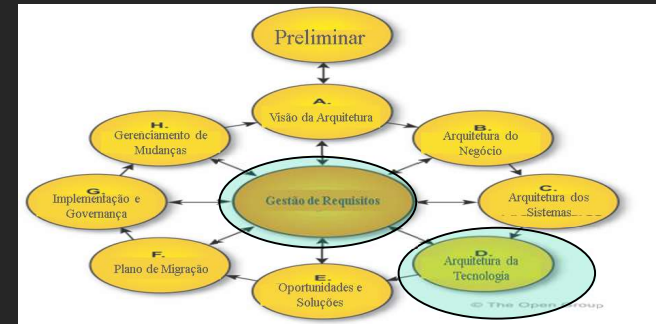 Preliminar
A.
Visão da Arquitetura
H.
Gerenciamento de
Mudanças
B.
Arquitetura do
Negócio
G.
Implementação e
Governança
Gestão de Requisitos
C.
Arquitetura dos
Sistemas
F.
Plano de Migração
D.
Arquitetura da
Tecnologia
E.
Oportunidades e
Soluções
© The Open Group